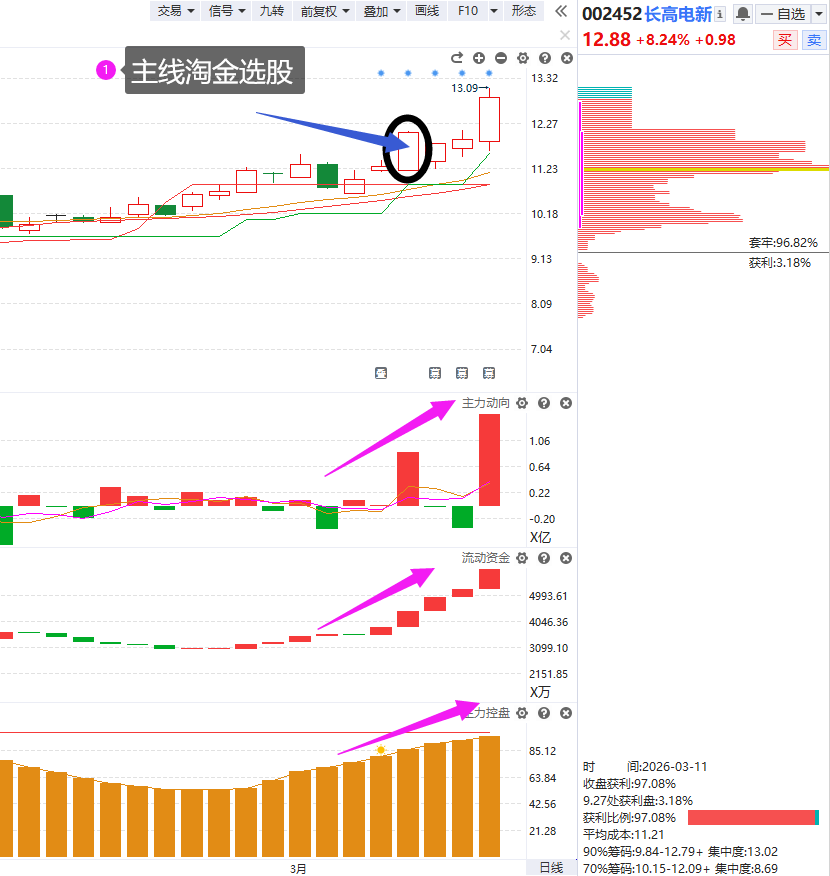 交易 信号 九转 前复权 叠加 画线 F10 形态
002452 长高电新 自选
12.88 +8.24% +0.98 买 卖
1 主线淘金选股
13.32
13.09
12.27
11.23
10.18
9.13
8.09
7.04
套牢:96.82%
获利:3.18%
主力动向
1.06
0.64
0.22
-0.20
X亿
流动资金
4993.61
4046.36
3099.10
2151.85
X万
主力控盘
85.12
63.84
42.56
21.28
3月 日线
时 间:2026-03-11
收盘获利:97.08%
9.27处获利盘:3.18%
获利比例:97.08%
平均成本:11.21
90%筹码:9.84-12.79+ 集中度:13.02
70%筹码:10.15-12.09+ 集中度:8.69